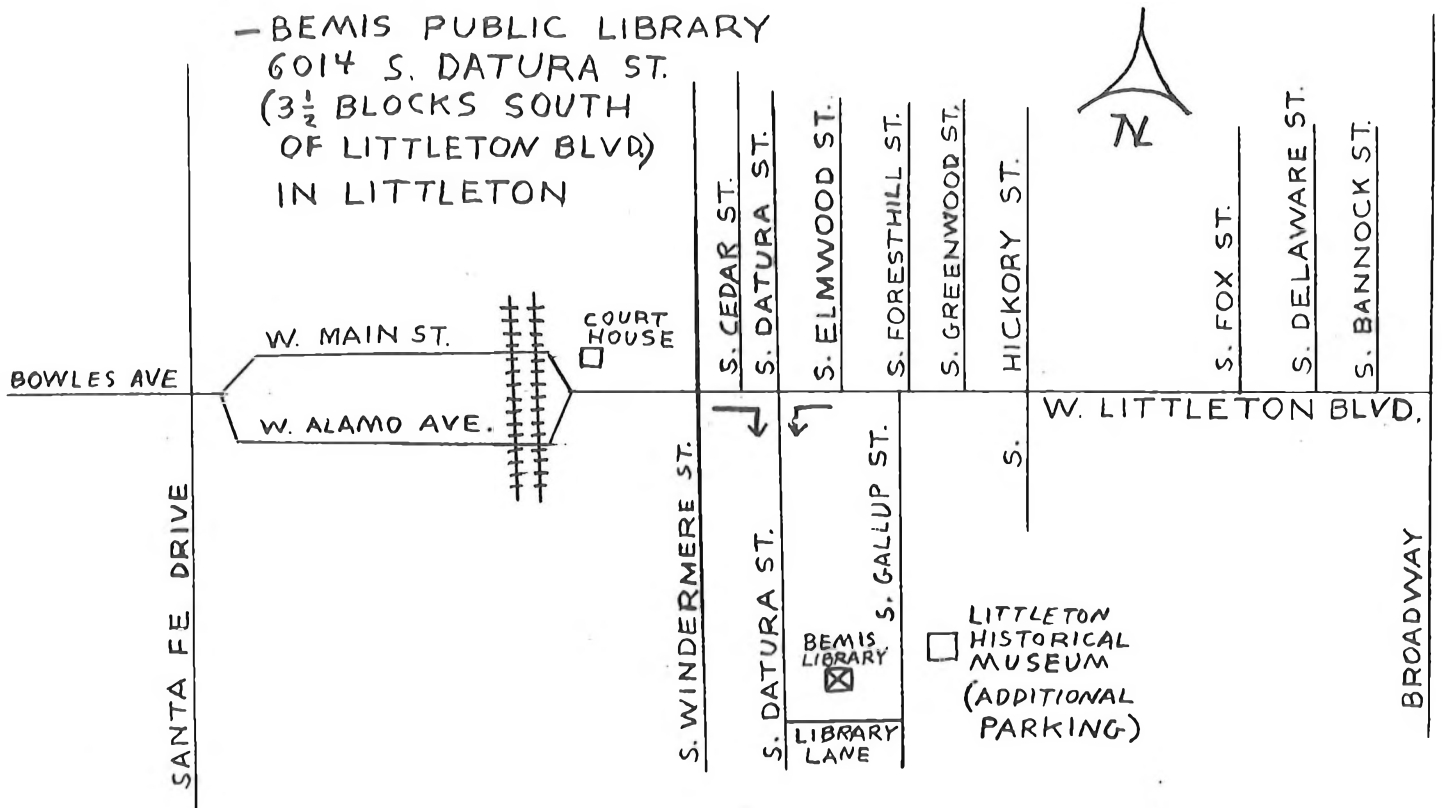 – BEMIS PUBLIC LIBRARY
6014 S. DATURA ST.
(3½ BLOCKS SOUTH
OF LITTLETON BLVD.)
IN LITTLETON
N
S. CEDAR ST.
S. DATURA ST.
S. ELMWOOD ST.
S. FORESTHILL ST.
S. GREENWOOD ST.
S. HICKORY ST.
S. FOX ST.
S. DELAWARE ST.
S. BANNOCK ST.
COURT
HOUSE
W. MAIN ST.
BOWLES AVE
W. ALAMO AVE.
W. LITTLETON BLVD.
SANTA FE DRIVE
S. WINDERMERE ST.
S. DATURA ST.
S. GALLUP ST.
BROADWAY
BEMIS
LIBRARY
LITTLETON
HISTORICAL
MUSEUM
(ADDITIONAL
PARKING)
LIBRARY
LANE